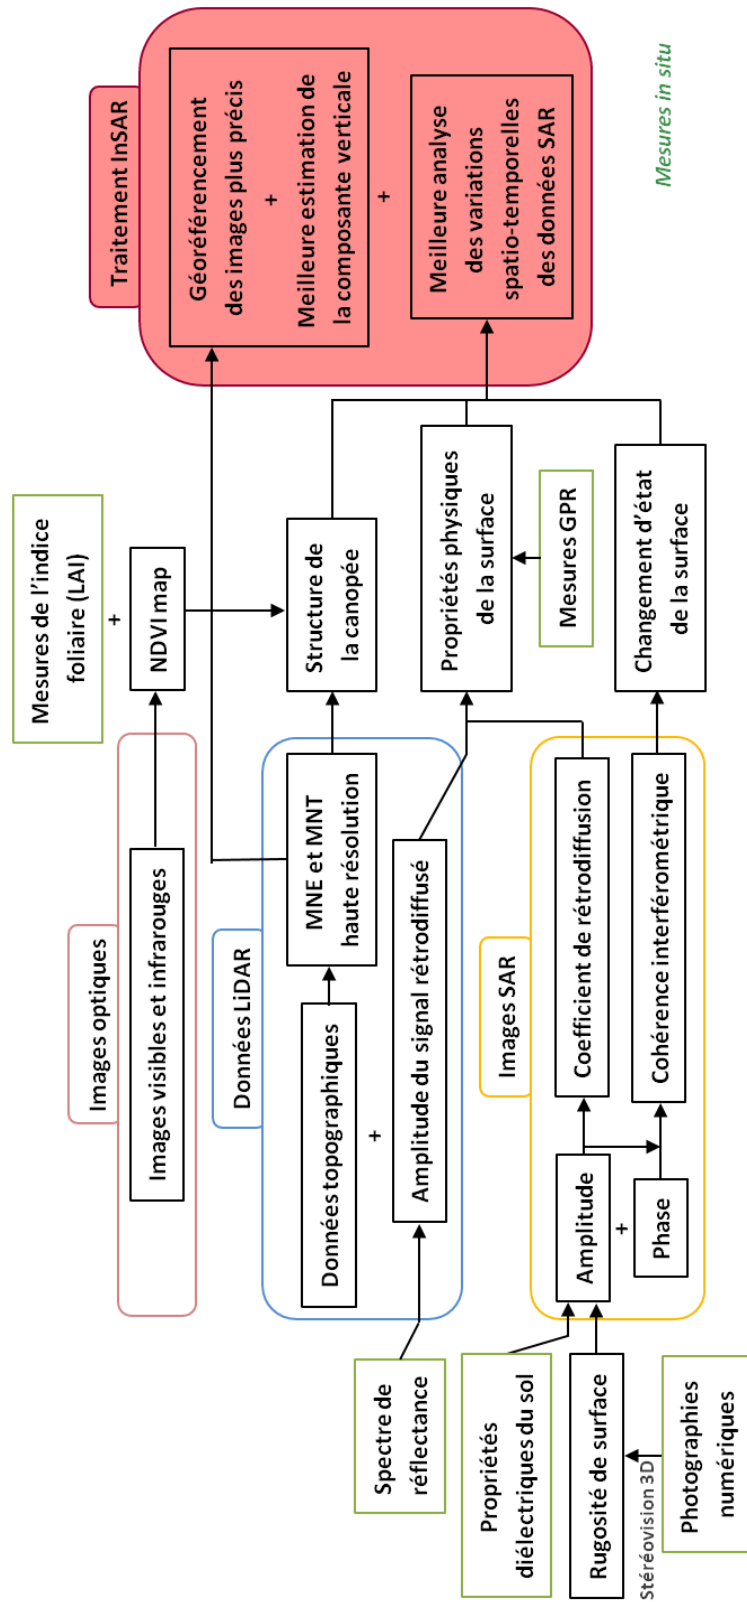 Mesures de l'indice
foliaire (LAI)
+
Images optiques
Images visibles et infrarouges
NDVI map
Données LiDAR
Données topographiques
+
Amplitude du signal rétrodiffusé
MNE et MNT
haute résolution
Structure de
la canopée
Spectre de
réflectance
Propriétés
diélectriques du sol
Rugosité de surface
Stéréovision 3D
Photographies
numériques
Images SAR
Amplitude
+
Phase
Coefficient de rétrodiffusion
Cohérence interférométrique
Propriétés physiques
de la surface
Mesures GPR
Changement d'état
de la surface
Traitement InSAR
Géoréférencement
des images plus précis
+
Meilleure estimation de
la composante verticale
+
Meilleure analyse
des variations
spatio-temporelles
des données SAR
Mesures in situ